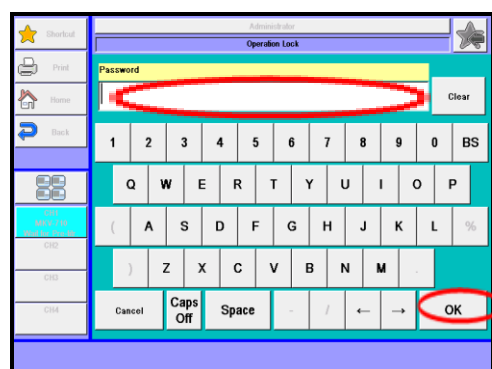 Shortcut
Print
Home
Back
CH1
CH2
CH3
CH4
Administrator
Operation Lock
Password
Clear
1 2 3 4 5 6 7 8 9 0 BS
Q W E R T Y U I O P
( A S D F G H J K L %
) Z X C V B N M .
Cancel Caps Off Space - / ← → OK